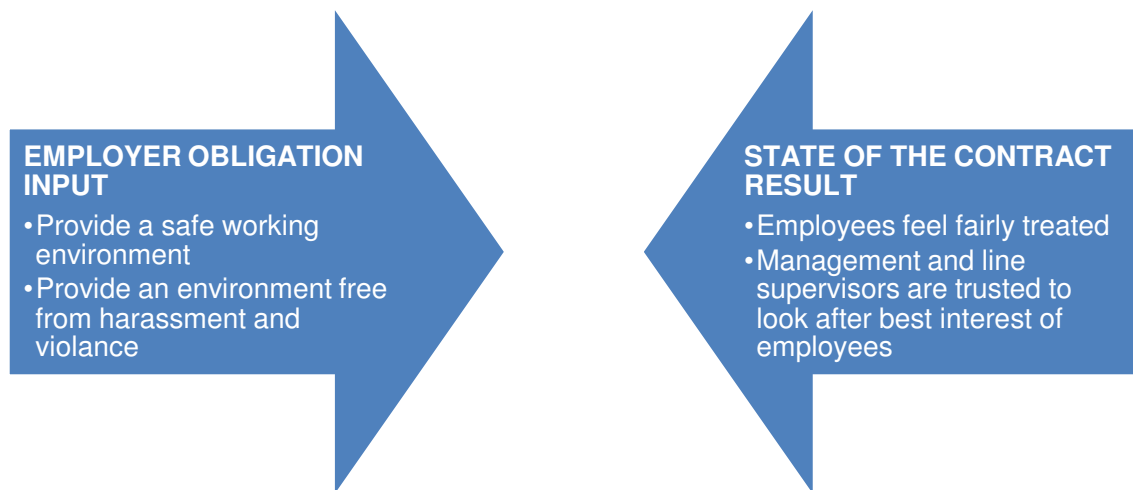 EMPLOYER OBLIGATION
INPUT
•Provide a safe working
environment
•Provide an environment free
from harassment and
violance
STATE OF THE CONTRACT
RESULT
•Employees feel fairly treated
•Management and line
supervisors are trusted to
look after best interest of
employees